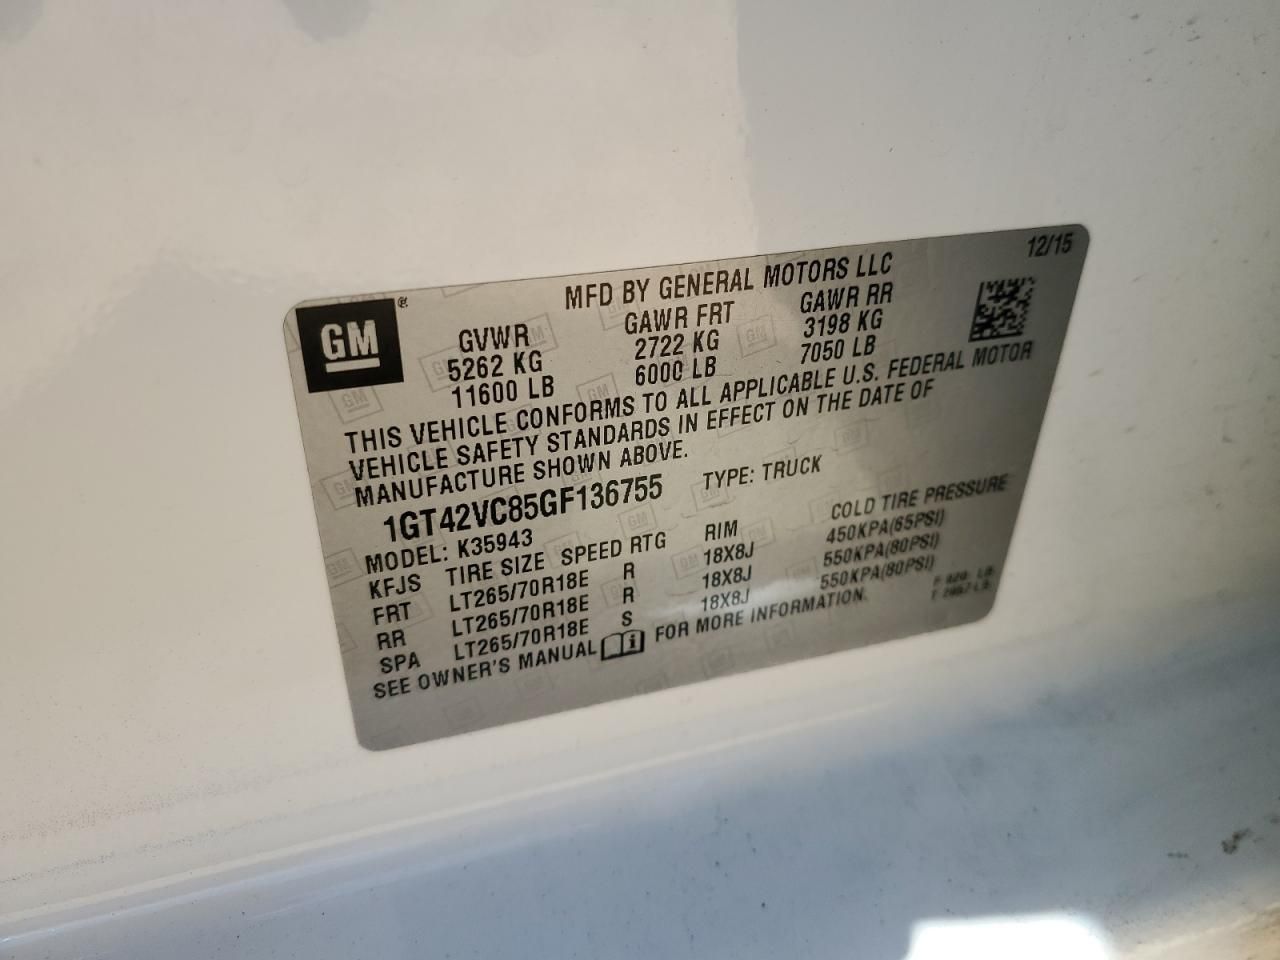 12/15
MFD BY GENERAL MOTORS LLC
GM ®
GVWR GAWR FRT GAWR RR
5262 KG 2722 KG 3198 KG
11600 LB 6000 LB 7050 LB
THIS VEHICLE CONFORMS TO ALL APPLICABLE U.S. FEDERAL MOTOR
VEHICLE SAFETY STANDARDS IN EFFECT ON THE DATE OF
MANUFACTURE SHOWN ABOVE.
1GT42VC85GF136755 TYPE: TRUCK
MODEL: K35943
KFJS TIRE SIZE SPEED RTG RIM COLD TIRE PRESSURE
FRT LT265/70R18E R 18X8J 450KPA(65PSI)
RR LT265/70R18E R 18X8J 550KPA(80PSI)
SPA LT265/70R18E S 18X8J 550KPA(80PSI)
SEE OWNER'S MANUAL FOR MORE INFORMATION.